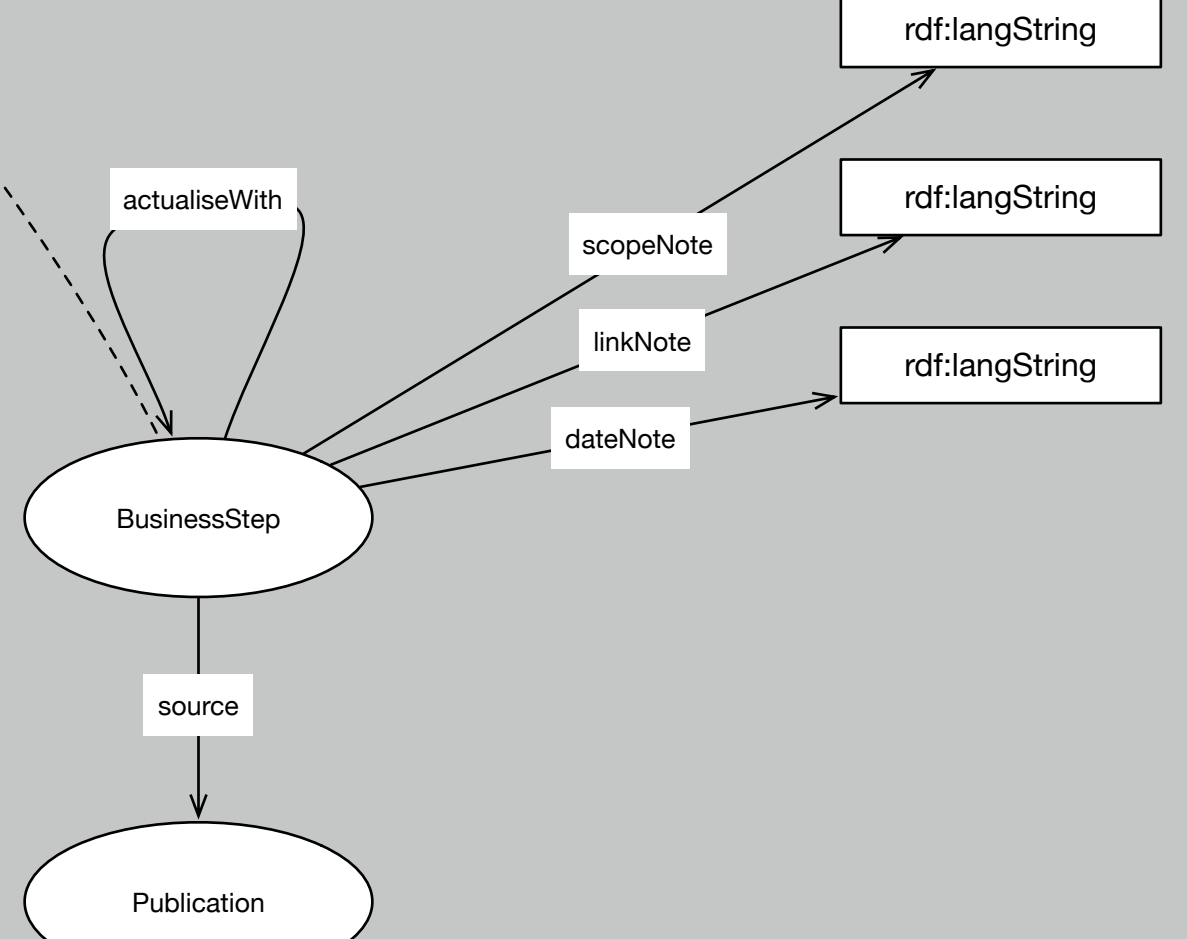 rdf:langString
actualiseWith
rdf:langString
scopeNote
linkNote
rdf:langString
dateNote
BusinessStep
source
Publication